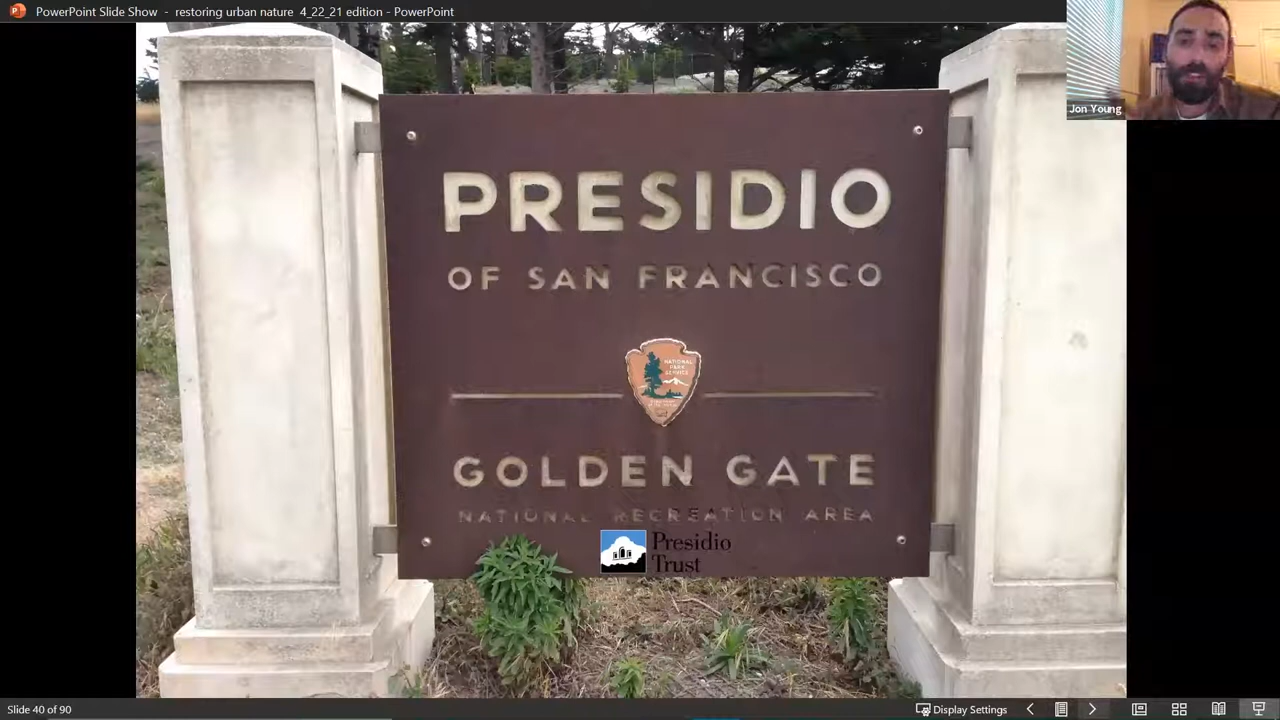 PowerPoint Slide Show - restoring urban nature 4_22_21 edition - PowerPoint
Jon Young
PRESIDIO
OF SAN FRANCISCO
NATIONAL
PARK
SERVICE
GOLDEN GATE
NATIONAL RECREATION AREA
Presidio
Trust
Slide 40 of 90
Display Settings